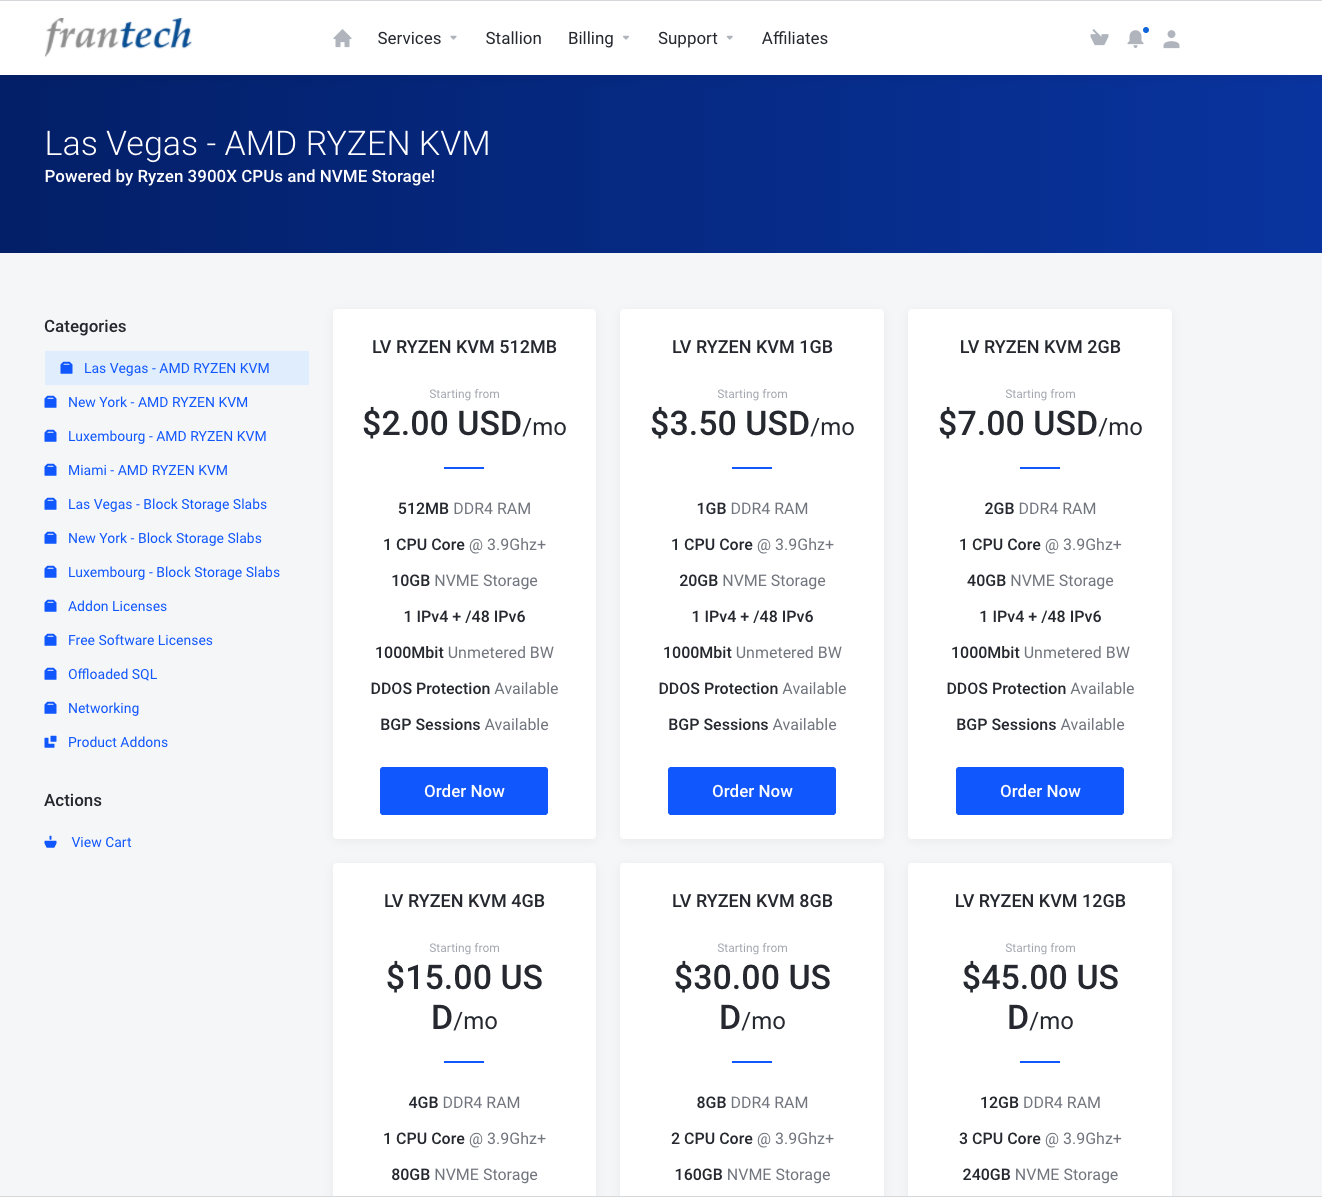 frantech
Services
Stallion
Billing
Support
Affiliates
Las Vegas - AMD RYZEN KVM
Powered by Ryzen 3900X CPUs and NVME Storage!
Categories
Las Vegas - AMD RYZEN KVM
New York - AMD RYZEN KVM
Luxembourg - AMD RYZEN KVM
Miami - AMD RYZEN KVM
Las Vegas - Block Storage Slabs
New York - Block Storage Slabs
Luxembourg - Block Storage Slabs
Addon Licenses
Free Software Licenses
Offloaded SQL
Networking
Product Addons
Actions
View Cart
LV RYZEN KVM 512MB
Starting from
$2.00 USD/mo
512MB DDR4 RAM
1 CPU Core @ 3.9Ghz+
10GB NVME Storage
1 IPv4 + /48 IPv6
1000Mbit Unmetered BW
DDOS Protection Available
BGP Sessions Available
Order Now
LV RYZEN KVM 1GB
Starting from
$3.50 USD/mo
1GB DDR4 RAM
1 CPU Core @ 3.9Ghz+
20GB NVME Storage
1 IPv4 + /48 IPv6
1000Mbit Unmetered BW
DDOS Protection Available
BGP Sessions Available
Order Now
LV RYZEN KVM 2GB
Starting from
$7.00 USD/mo
2GB DDR4 RAM
1 CPU Core @ 3.9Ghz+
40GB NVME Storage
1 IPv4 + /48 IPv6
1000Mbit Unmetered BW
DDOS Protection Available
BGP Sessions Available
Order Now
LV RYZEN KVM 4GB
Starting from
$15.00 US
D/mo
4GB DDR4 RAM
1 CPU Core @ 3.9Ghz+
80GB NVME Storage
LV RYZEN KVM 8GB
Starting from
$30.00 US
D/mo
8GB DDR4 RAM
2 CPU Core @ 3.9Ghz+
160GB NVME Storage
LV RYZEN KVM 12GB
Starting from
$45.00 US
D/mo
12GB DDR4 RAM
3 CPU Core @ 3.9Ghz+
240GB NVME Storage